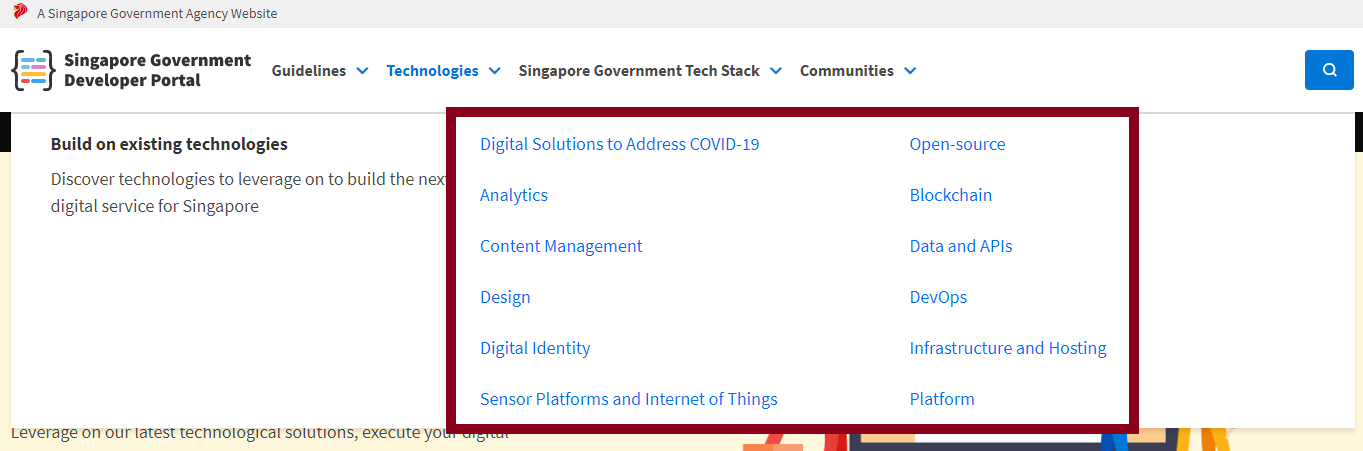 A Singapore Government Agency Website
Singapore Government
Developer Portal
Guidelines
Technologies
Singapore Government Tech Stack
Communities
Build on existing technologies
Discover technologies to leverage on to build the next
digital service for Singapore
Digital Solutions to Address COVID-19
Analytics
Content Management
Design
Digital Identity
Sensor Platforms and Internet of Things
Open-source
Blockchain
Data and APIs
DevOps
Infrastructure and Hosting
Platform
Leverage on our latest technological solutions, execute your digital